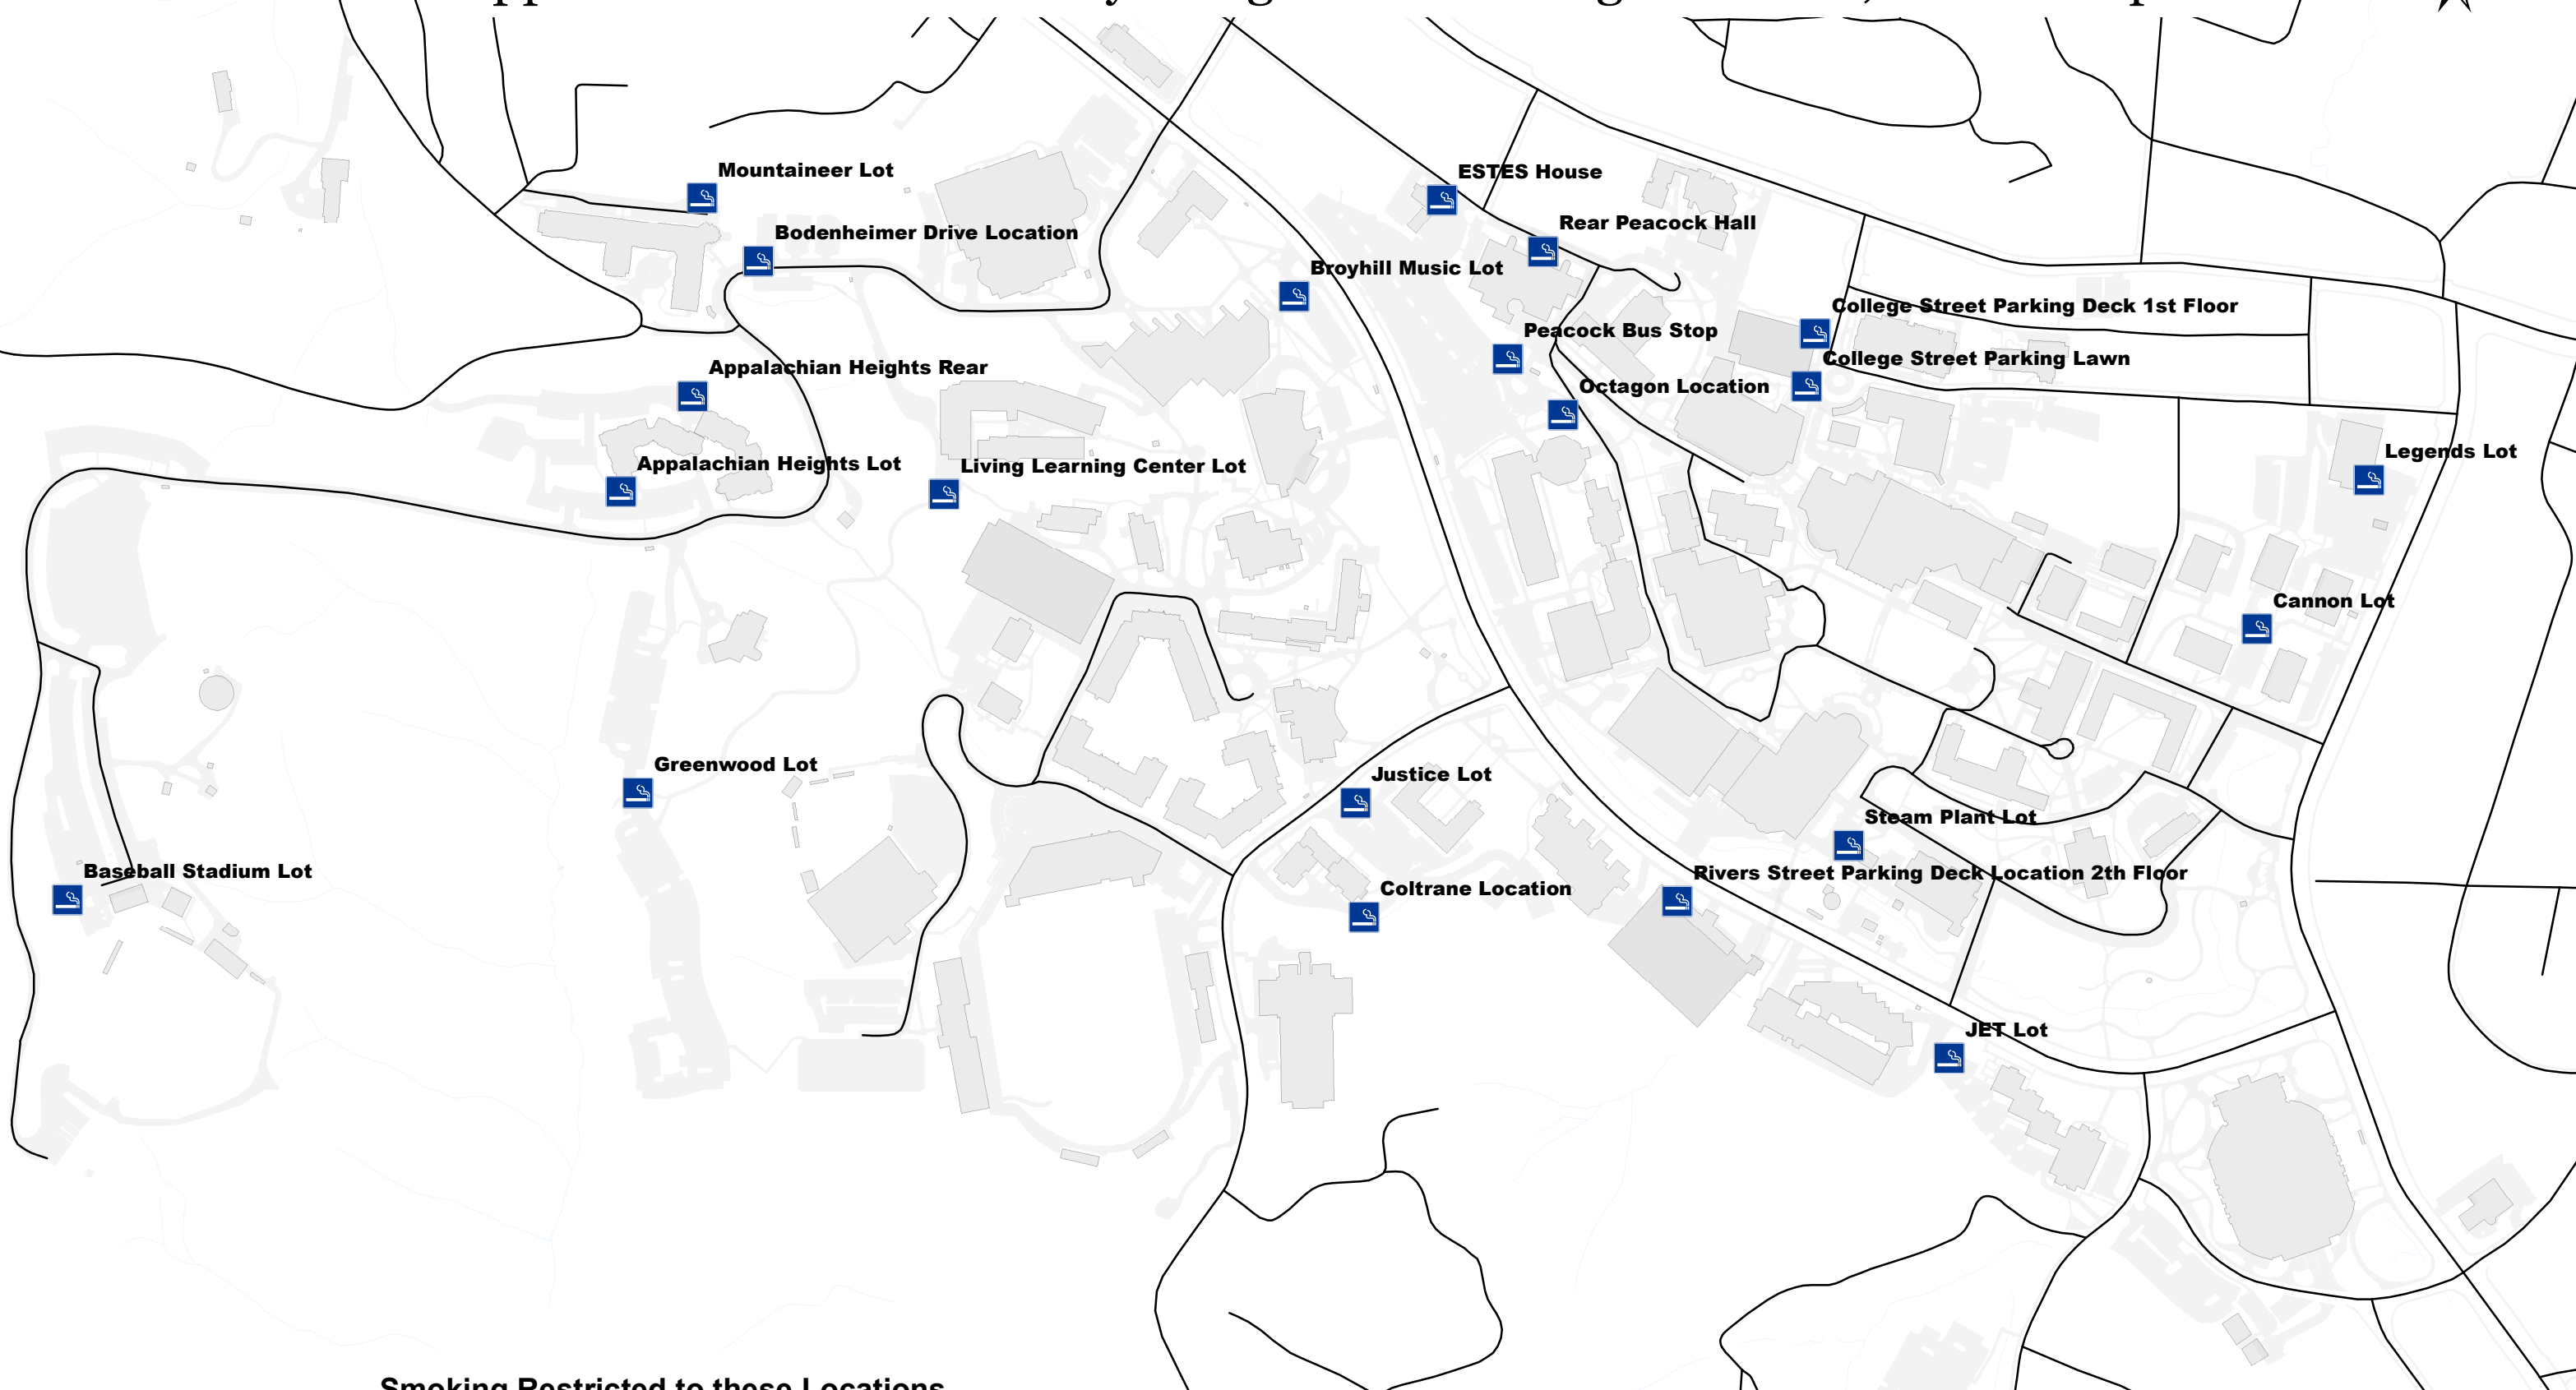 Mountaineer Lot
ESTES House
Rear Peacock Hall
Bodenheimer Drive Location
Broyhill Music Lot
College Street Parking Deck 1st Floor
Peacock Bus Stop
College Street Parking Lawn
Appalachian Heights Rear
Octagon Location
Legends Lot
Appalachian Heights Lot
Living Learning Center Lot
Cannon Lot
Greenwood Lot
Justice Lot
Steam Plant Lot
Baseball Stadium Lot
Rivers Street Parking Deck Location 2th Floor
Coltrane Location
JET Lot
Smoking Restricted to these Locations